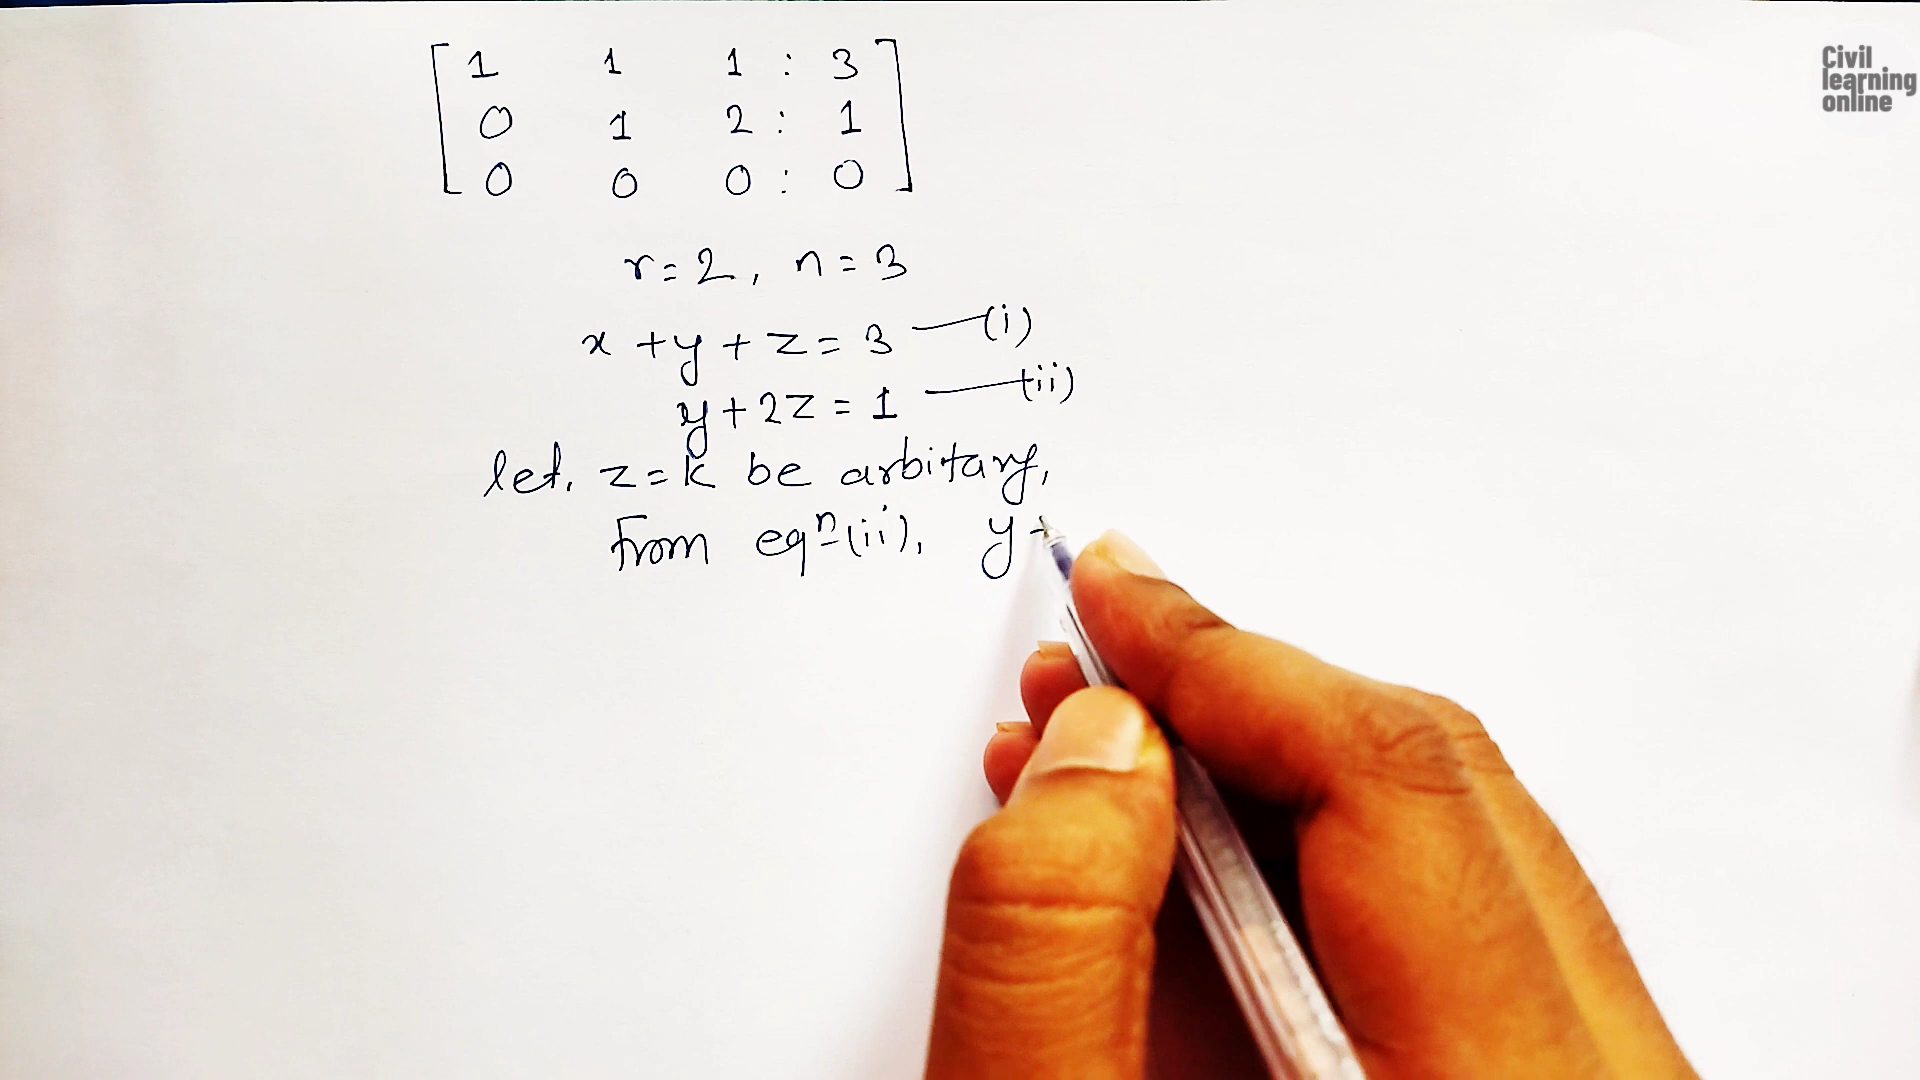 1 1 1 : 3
0 1 2 : 1
0 0 0 : 0
r = 2, n = 3
x + y + z = 3 —(i)
y + 2z = 1 —(ii)
let, z = k be arbitary,
From eqn (ii), y +
Civil
learning
online